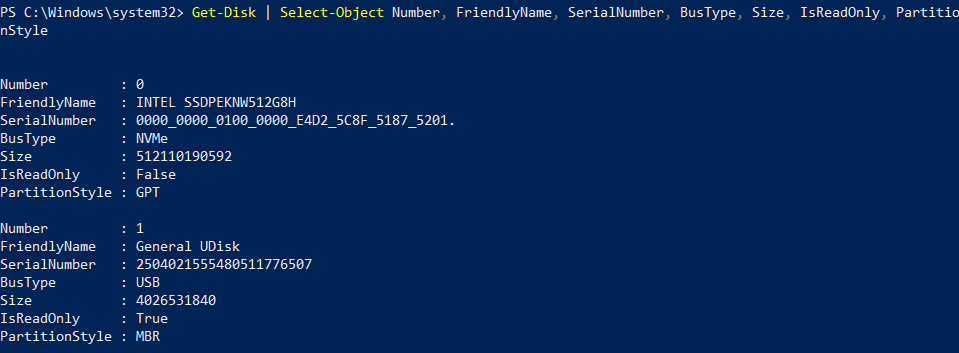 PS C:\Windows\system32> Get-Disk | Select-Object Number, FriendlyName, SerialNumber, BusType, Size, IsReadOnly, Partitio
nStyle
Number : 0
FriendlyName : INTEL SSDPEKNW512G8H
SerialNumber : 0000_0000_0100_0000_E4D2_5C8F_5187_5201.
BusType : NVMe
Size : 512110190592
IsReadOnly : False
PartitionStyle : GPT
Number : 1
FriendlyName : General UDisk
SerialNumber : 2504021555480511776507
BusType : USB
Size : 4026531840
IsReadOnly : True
PartitionStyle : MBR